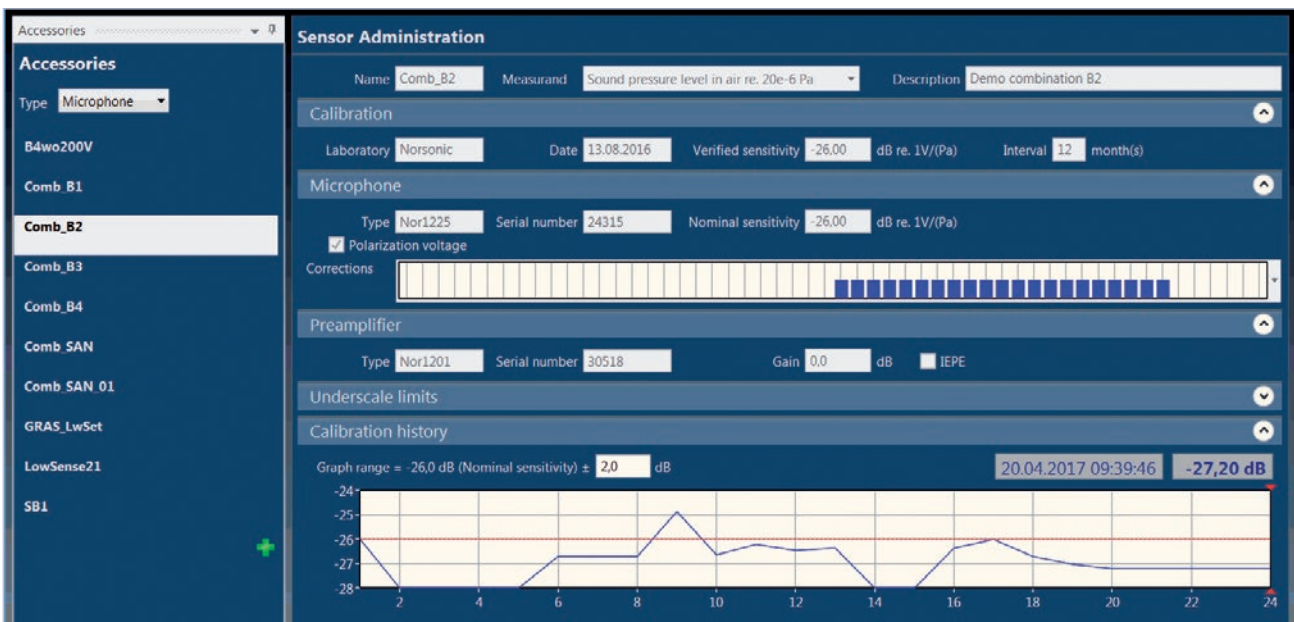 Accessories
Accessories
Type Microphone
B4wo200V
Comb_B1
Comb_B2
Comb_B3
Comb_B4
Comb_SAN
Comb_SAN_01
GRAS_LwSet
LowSense21
SB1
Sensor Administration
Name Comb_B2 Measurand Sound pressure level in air re. 20e-6 Pa Description Demo combination B2
Calibration
Laboratory Norsonic Date 13.08.2016 Verified sensitivity -26,00 dB re. 1V/(Pa) Interval 12 month(s)
Microphone
Type Nor1225 Serial number 24315 Nominal sensitivity -26,00 dB re. 1V/(Pa)
Polarization voltage
Corrections
Preamplifier
Type Nor1201 Serial number 30518 Gain 0,0 dB IEPE
Underscale limits
Calibration history
Graph range = -26,0 dB (Nominal sensitivity) ± 2,0 dB 20.04.2017 09:39:46 -27,20 dB
-24
-25
-26
-27
-28
2 4 6 8 10 12 14 16 18 20 22 24